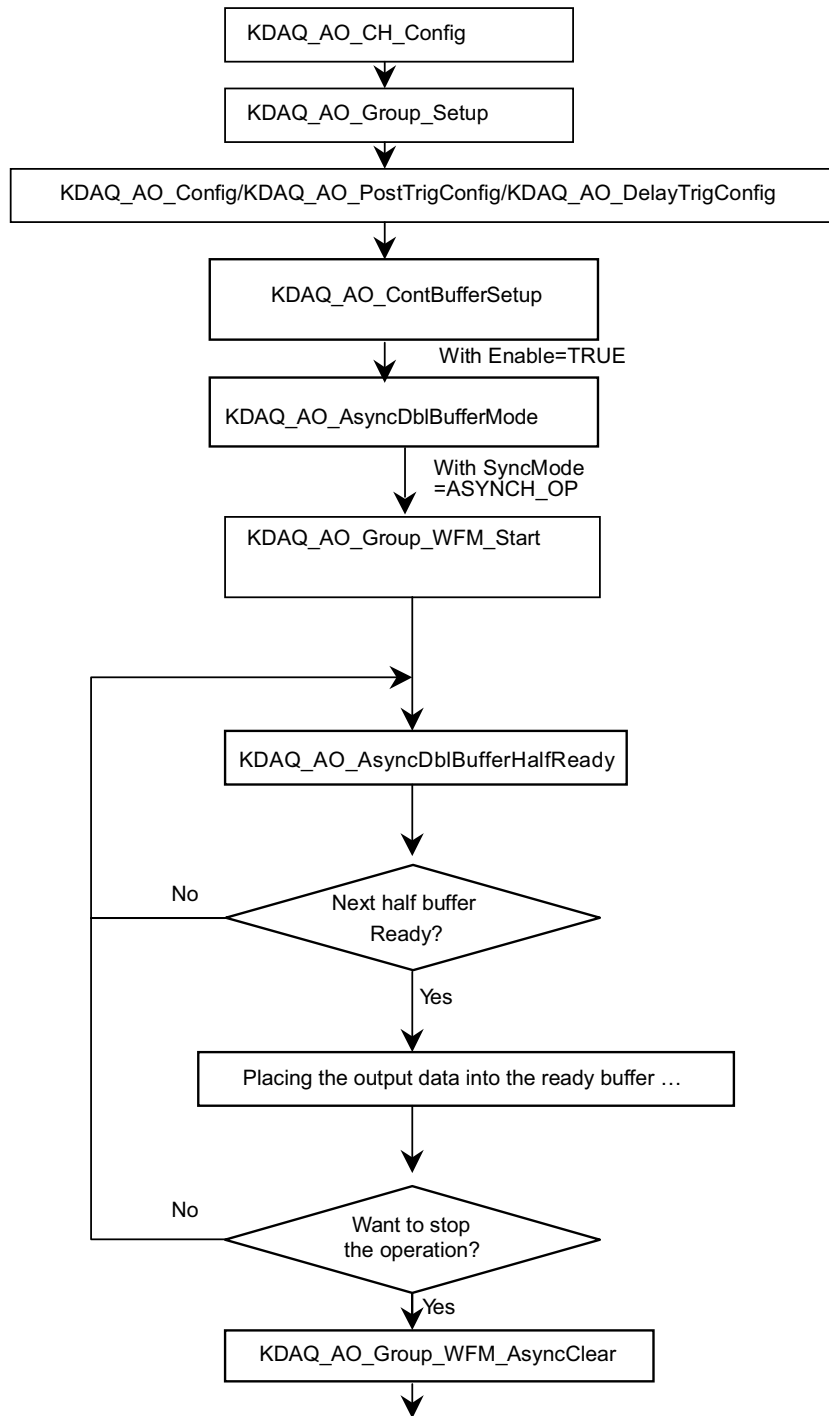 KDAQ_AO_CH_Config
KDAQ_AO_Group_Setup
KDAQ_AO_Config/KDAQ_AO_PostTrigConfig/KDAQ_AO_DelayTrigConfig
KDAQ_AO_ContBufferSetup
With Enable=TRUE
KDAQ_AO_AsyncDblBufferMode
With SyncMode
=ASYNCH_OP
KDAQ_AO_Group_WFM_Start
KDAQ_AO_AsyncDblBufferHalfReady
No
Next half buffer
Ready?
Yes
Placing the output data into the ready buffer …
No
Want to stop
the operation?
Yes
KDAQ_AO_Group_WFM_AsyncClear